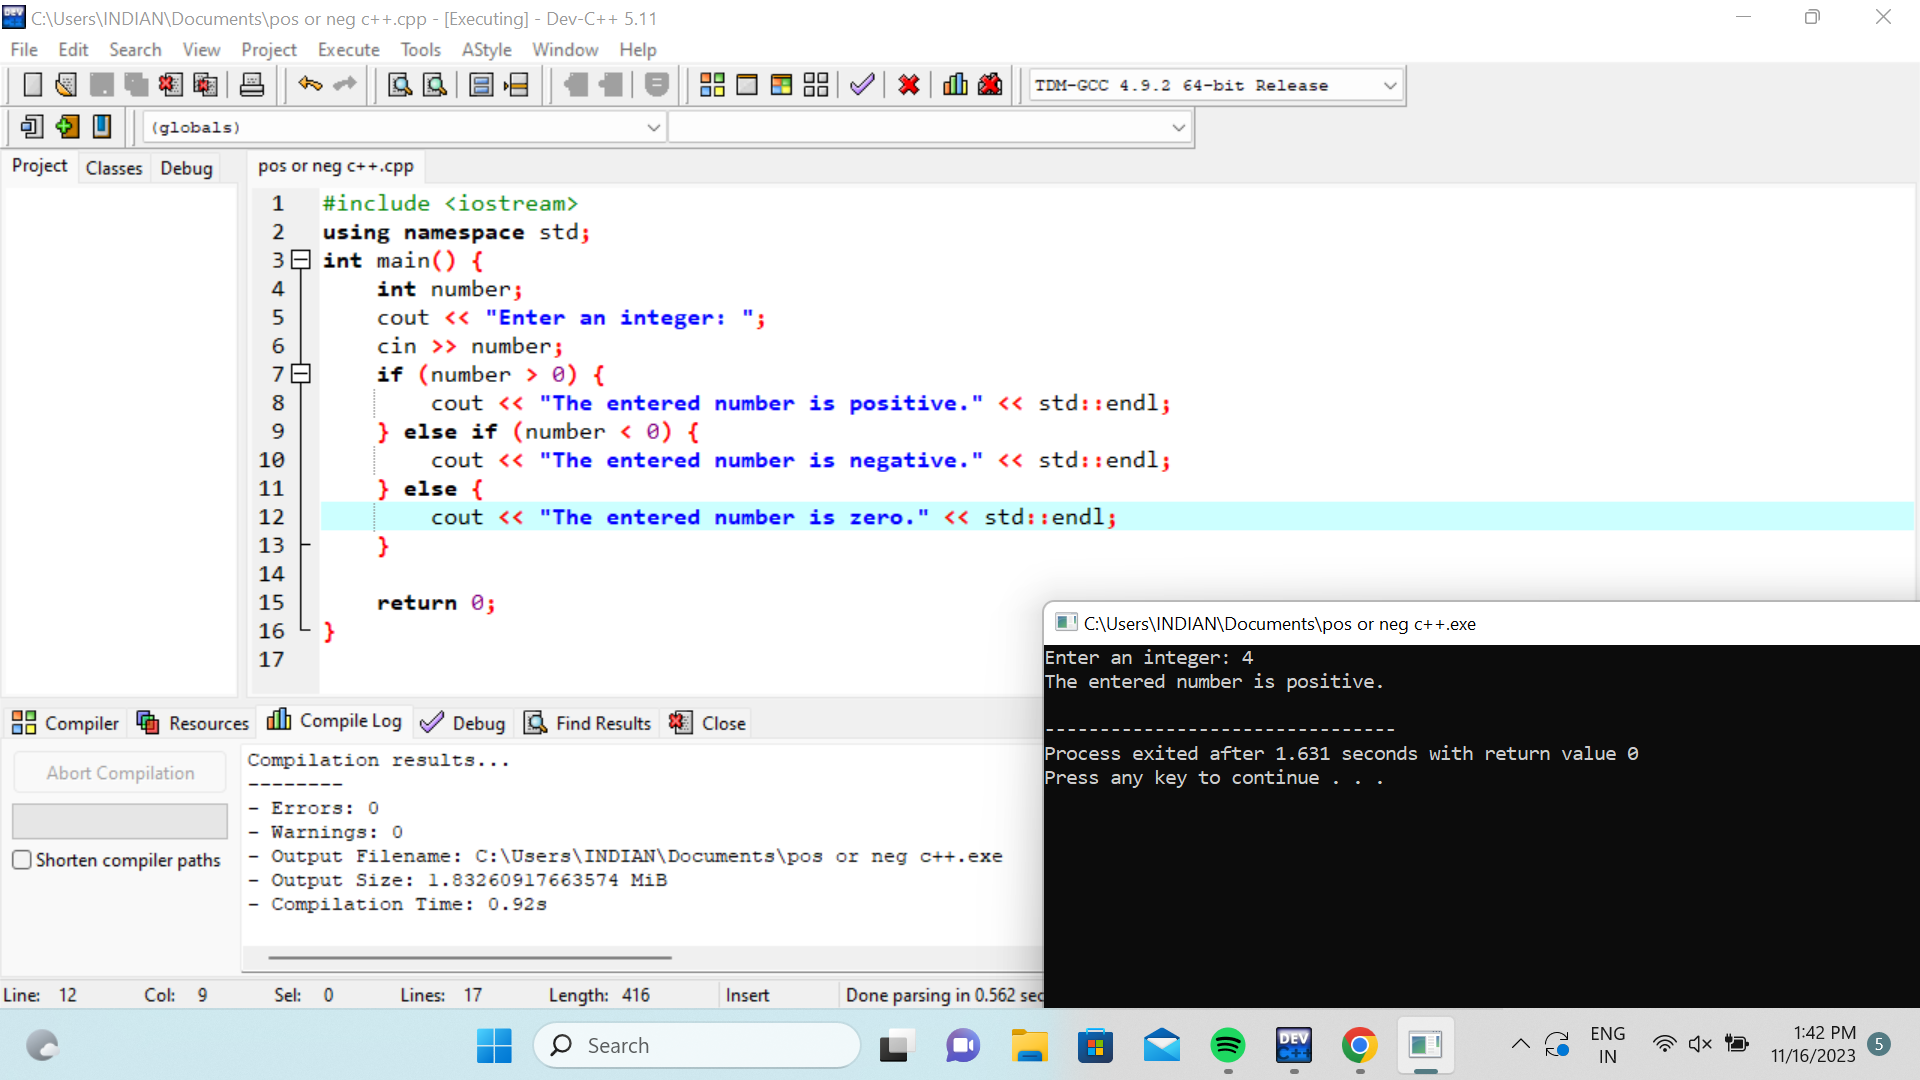 C:\Users\INDIAN\Documents\pos or neg c++.cpp - [Executing] - Dev-C++ 5.11
File Edit Search View Project Execute Tools AStyle Window Help
TDM-GCC 4.9.2 64-bit Release
(globals)
Project Classes Debug
pos or neg c++.cpp
1 #include <iostream>
2 using namespace std;
3 int main() {
4 int number;
5 cout << "Enter an integer: ";
6 cin >> number;
7 if (number > 0) {
8 cout << "The entered number is positive." << std::endl;
9 } else if (number < 0) {
10 cout << "The entered number is negative." << std::endl;
11 } else {
12 cout << "The entered number is zero." << std::endl;
13 }
14
15 return 0;
16 }
17
C:\Users\INDIAN\Documents\pos or neg c++.exe
Enter an integer: 4
The entered number is positive.
--------------------------------
Process exited after 1.631 seconds with return value 0
Press any key to continue . . .
Compiler Resources Compile Log Debug Find Results Close
Abort Compilation
Shorten compiler paths
Compilation results...
--------
- Errors: 0
- Warnings: 0
- Output Filename: C:\Users\INDIAN\Documents\pos or neg c++.exe
- Output Size: 1.83260917663574 MiB
- Compilation Time: 0.92s
Line: 12 Col: 9 Sel: 0 Lines: 17 Length: 416 Insert Done parsing in 0.562 sec
Search
DEV C++
ENG
IN
1:42 PM
11/16/2023
5